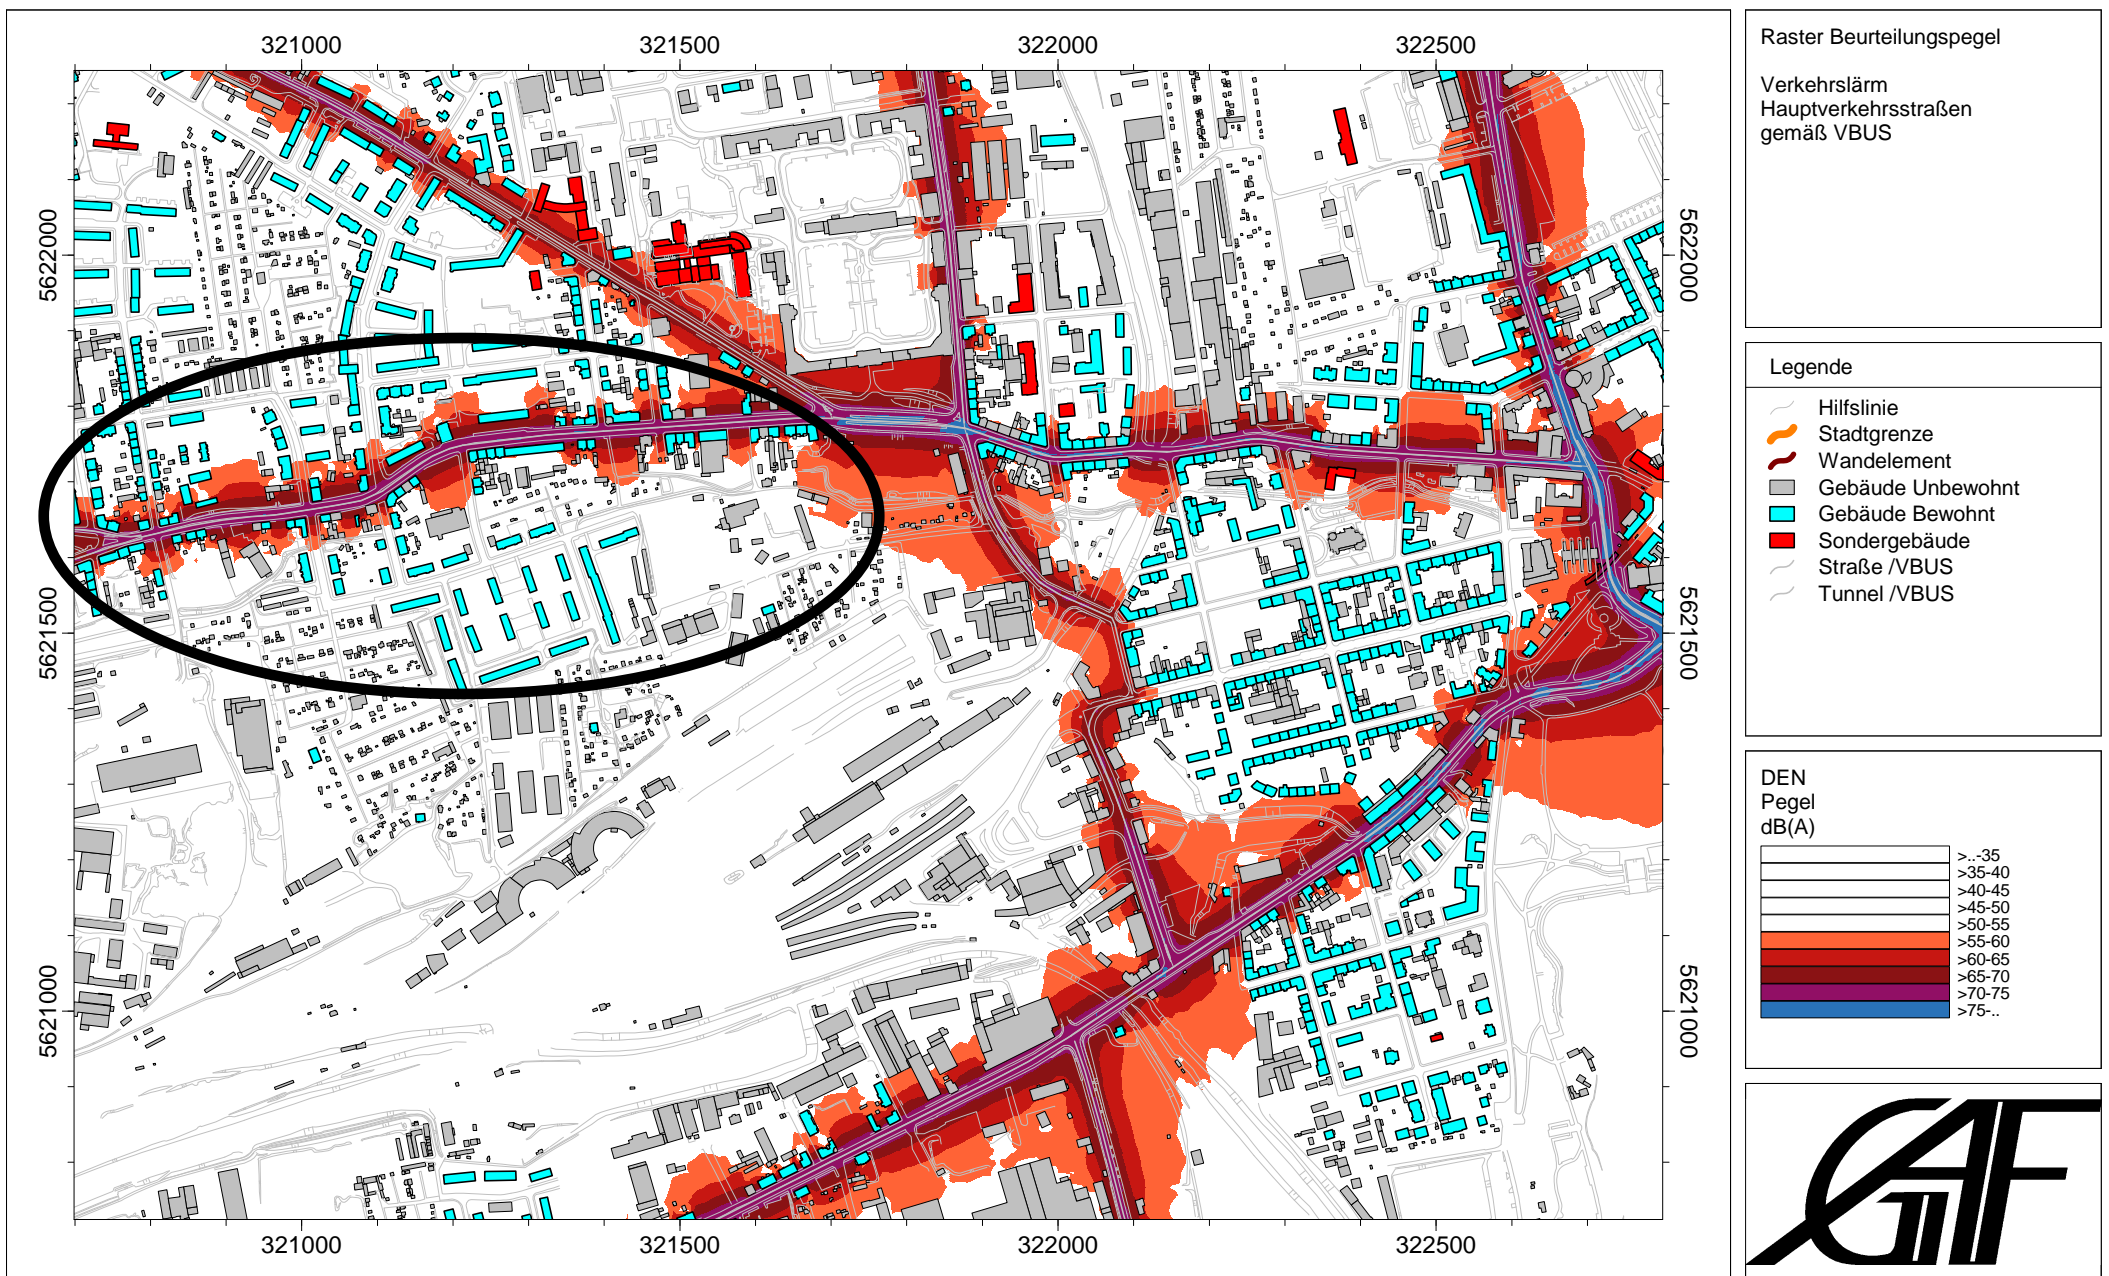 321000
321500
322000
322500
5622000
5621500
5621000
5622000
5621500
5621000
321000
321500
322000
322500
Raster Beurteilungspegel
Verkehrslärm
Hauptverkehrsstraßen
gemäß VBUS
Legende
Hilfslinie
Stadtgrenze
Wandelement
Gebäude Unbewohnt
Gebäude Bewohnt
Sondergebäude
Straße /VBUS
Tunnel /VBUS
DEN
Pegel
dB(A)
>..-35
>35-40
>40-45
>45-50
>50-55
>55-60
>60-65
>65-70
>70-75
>75-..
GAF